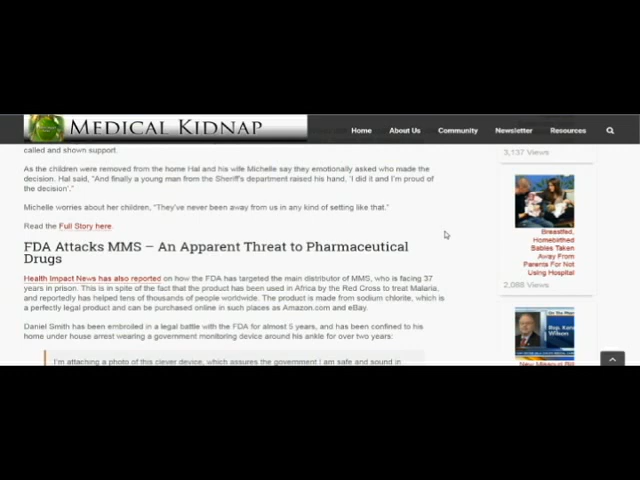 MEDICAL KIDNAP
Home About Us Community Newsletter Resources
called and shown support.
3,137 Views
As the children were removed from the home Hal and his wife Michelle say they emotionally asked who made the
decision. Hal said, "And finally a young man from the Sheriff's department raised his hand, 'I did it and I'm proud of
the decision'."
Michelle worries about her children, "They've never been away from us in any kind of setting like that."
Read the Full Story here.
FDA Attacks MMS – An Apparent Threat to Pharmaceutical
Drugs
Health Impact News has also reported on how the FDA has targeted the main distributor of MMS, who is facing 37
years in prison. This is in spite of the fact that the product has been used in Africa by the Red Cross to treat Malaria,
and reportedly has helped tens of thousands of people worldwide. The product is made from sodium chlorite, which is
a perfectly legal product and can be purchased online in such places as Amazon.com and eBay.
Daniel Smith has been embroiled in a legal battle with the FDA for almost 5 years, and has been confined to his
home under house arrest wearing a government monitoring device around his ankle for over two years:
I'm attaching a photo of this clever device, which assures the government I am safe and sound in
Breastfed,
Homebirthed
Babies Taken
Away From
Parents For Not
Using Hospital
2,068 Views
Rep. Ken
Wilson